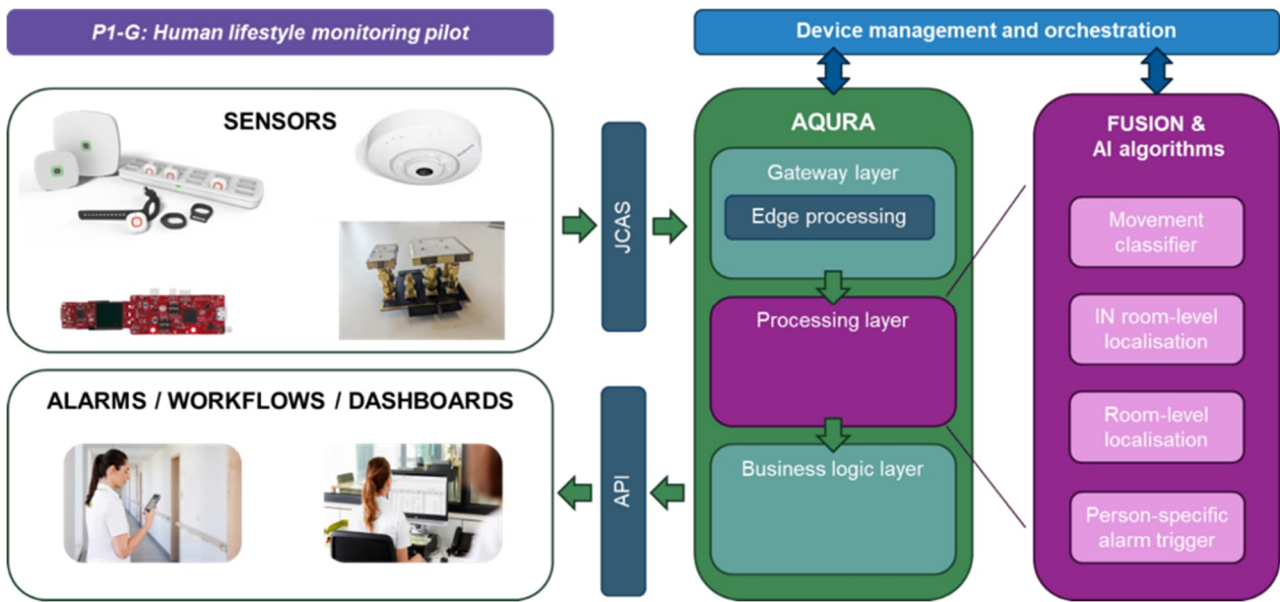 P1-G: Human lifestyle monitoring pilot
Device management and orchestration
SENSORS
JCAS
AQURA
Gateway layer
Edge processing
Processing layer
Business logic layer
FUSION &
AI algorithms
Movement
classifier
IN room-level
localisation
Room-level
localisation
Person-specific
alarm trigger
ALARMS / WORKFLOWS / DASHBOARDS
API